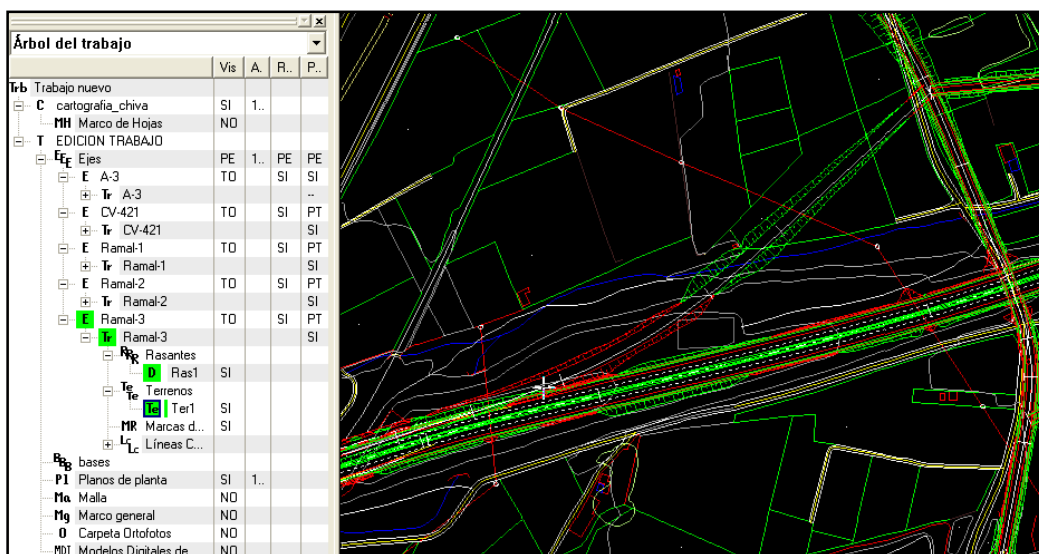 Árbol del trabajo
Vis A. R.. P..
Trb Trabajo nuevo
C cartografia_chiva SI 1..
MH Marco de Hojas NO
T EDICION TRABAJO
EEE Ejes PE 1.. PE PE
E A-3 TO SI SI
Tr A-3 --
E CV-421 TO SI PT
Tr CV-421 SI
E Ramal-1 TO SI PT
Tr Ramal-1 SI
E Ramal-2 TO SI PT
Tr Ramal-2 SI
E Ramal-3 TO SI PT
Tr Ramal-3 SI
RRR Rasantes
D Ras1 SI
TeTeTe Terrenos
Te Ter1 SI
MR Marcas d... SI
LLLc Líneas C...
BBB bases
Pl Planos de planta SI 1..
Ma Malla NO
Mg Marco general NO
O Carpeta Ortofotos NO
MDT Modelos Digitales de NO